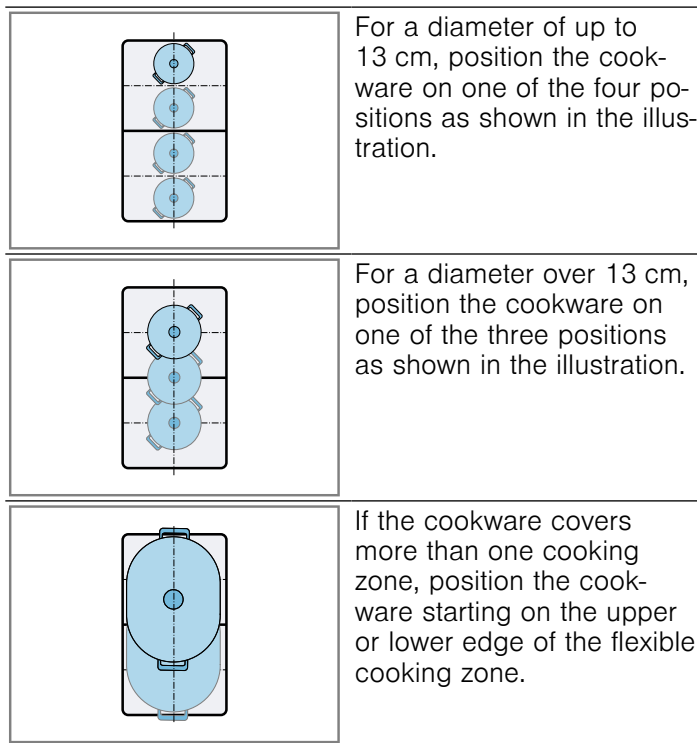 For a diameter of up to
13 cm, position the cook-
ware on one of the four po-
sitions as shown in the illus-
tration.
For a diameter over 13 cm,
position the cookware on
one of the three positions
as shown in the illustration.
If the cookware covers
more than one cooking
zone, position the cook-
ware starting on the upper
or lower edge of the flexible
cooking zone.